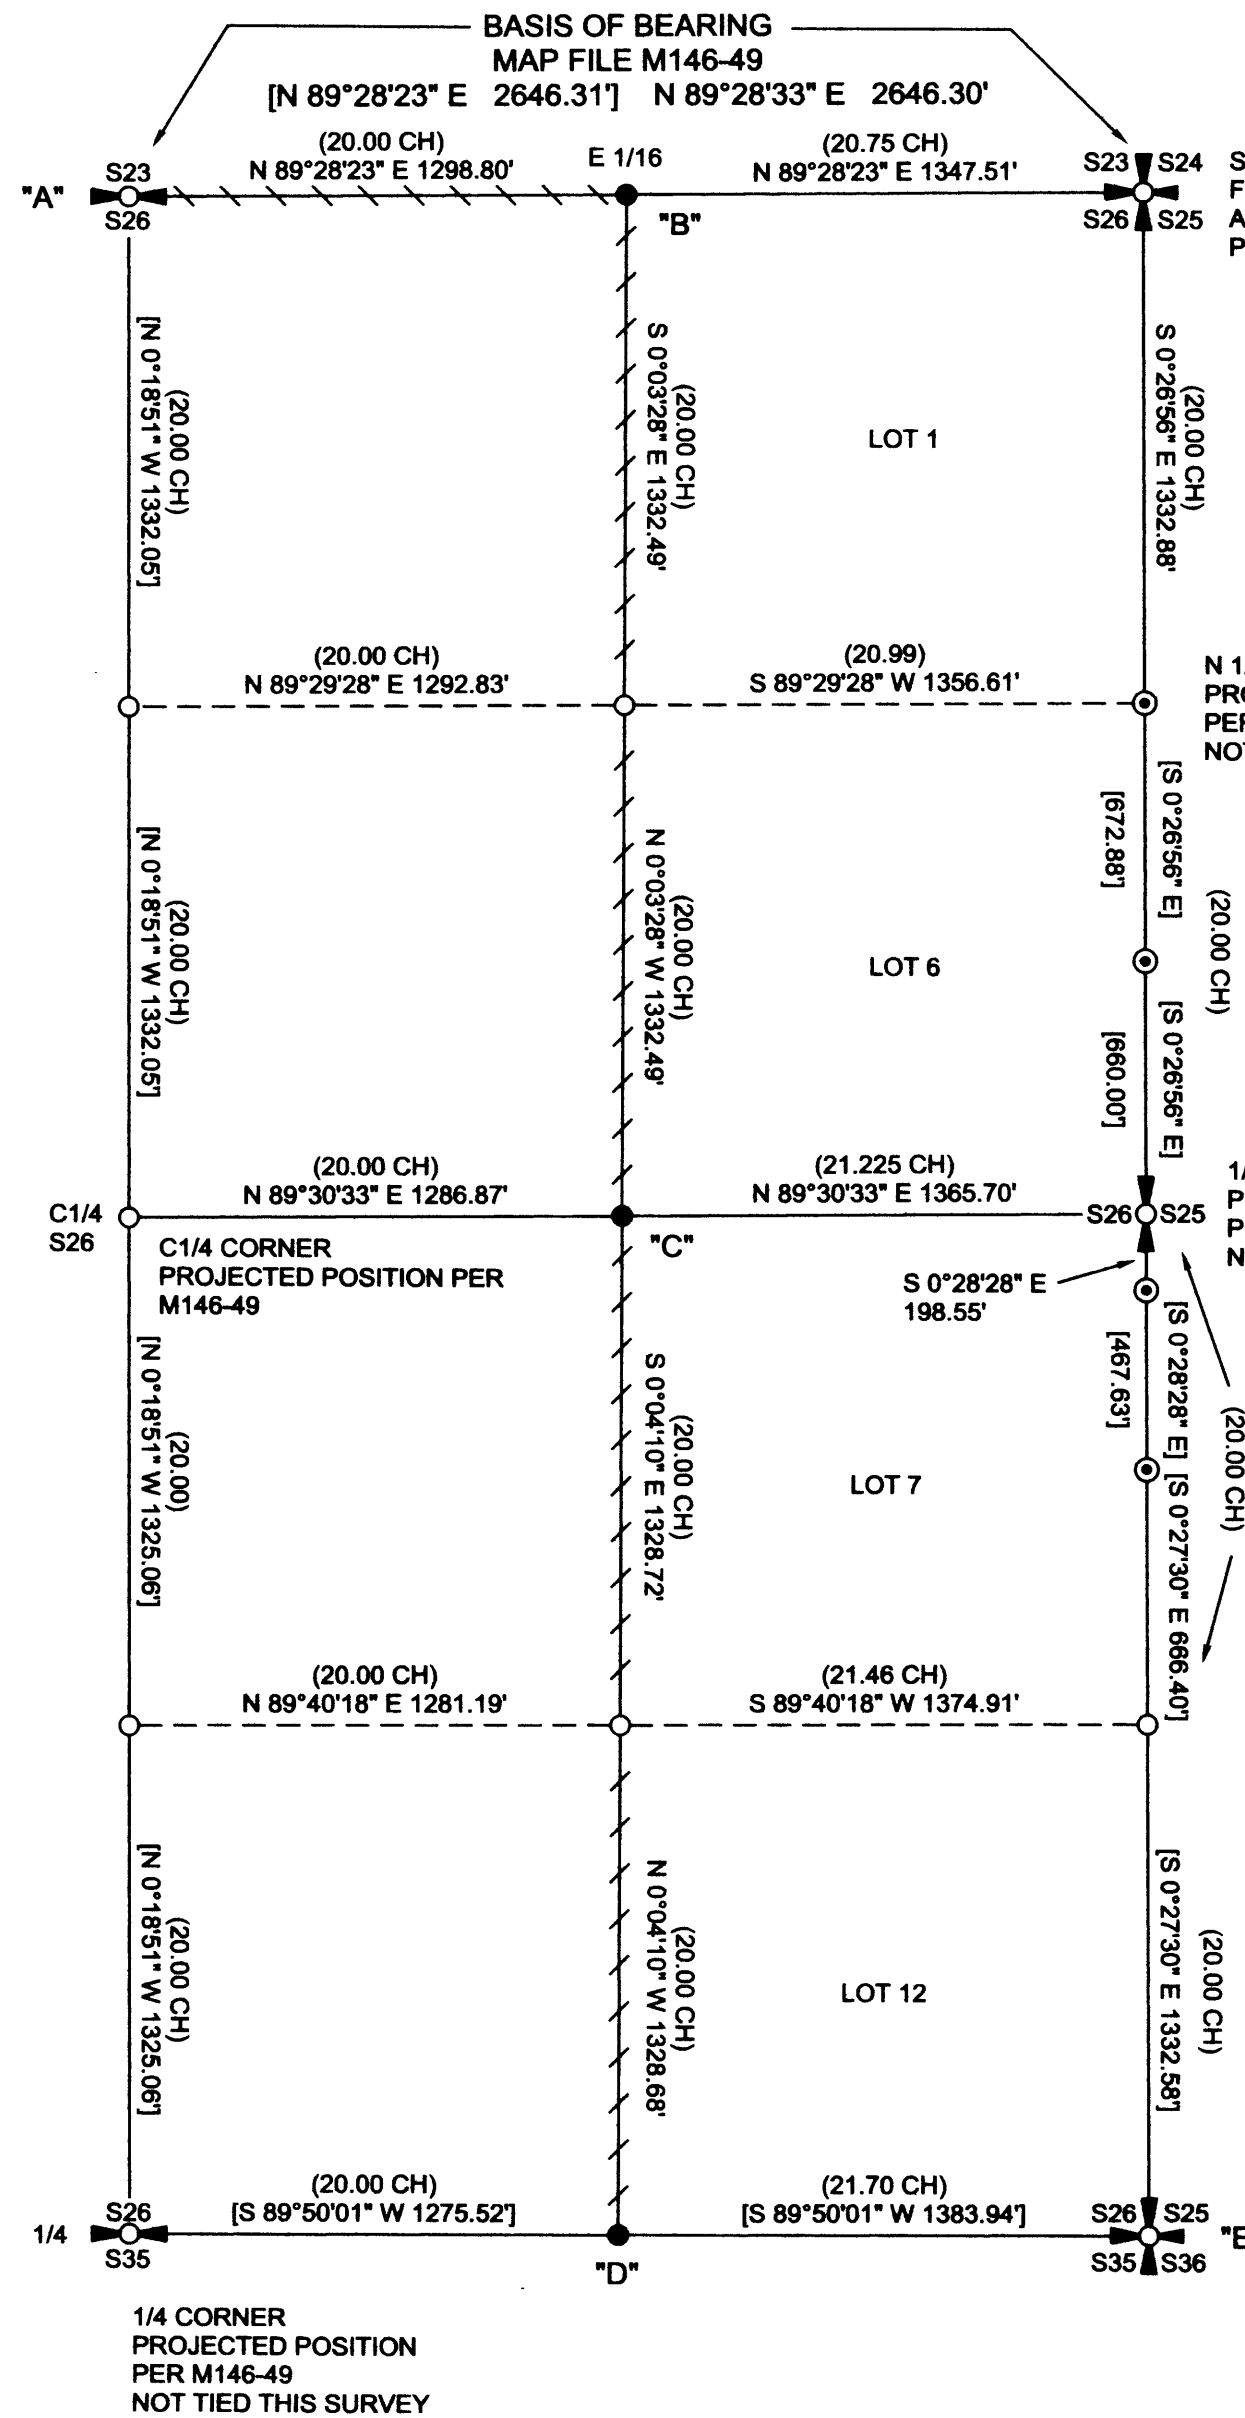 BASIS OF BEARING
MAP FILE M146-49
[N 89°28'23" E 2646.31'] N 89°28'33" E 2646.30'
(20.00 CH)
N 89°28'23" E 1298.80'
E 1/16
(20.75 CH)
N 89°28'23" E 1347.51'
"A"
S23
S26
"B"
S23 S24
S26 S25
S
F
A
P
[N 0°18'51" W 1332.05']
(20.00 CH)
S 0°03'28" E 1332.49'
(20.00 CH)
LOT 1
S 0°26'56" E 1332.88'
(20.00 CH)
(20.00 CH)
N 89°29'28" E 1292.83'
(20.99)
S 89°29'28" W 1356.61'
N 1/
PRO
PER
NOT
[N 0°18'51" W 1332.05']
(20.00 CH)
N 0°03'28" W 1332.49'
(20.00 CH)
LOT 6
[S 0°26'56" E]
[672.88']
(20.00 CH)
[S 0°26'56" E]
[660.00']
(20.00 CH)
N 89°30'33" E 1286.87'
(21.225 CH)
N 89°30'33" E 1365.70'
C1/4
S26
"C"
S26 S25
1/
P
P
N
C1/4 CORNER
PROJECTED POSITION PER
M146-49
S 0°28'28" E
198.55'
[N 0°18'51" W 1325.06']
(20.00)
S 0°04'10" E 1328.72'
(20.00 CH)
LOT 7
[S 0°28'28" E]
[467.63']
(20.00 CH)
[S 0°27'30" E 666.40']
(20.00 CH)
N 89°40'18" E 1281.19'
(21.46 CH)
S 89°40'18" W 1374.91'
[N 0°18'51" W 1325.06']
(20.00 CH)
N 0°04'10" W 1328.68'
(20.00 CH)
LOT 12
[S 0°27'30" E 1332.58']
(20.00 CH)
(20.00 CH)
[S 89°50'01" W 1275.52']
(21.70 CH)
[S 89°50'01" W 1383.94']
1/4
S26
S35
"D"
S26 S25
S35 S36
"E
1/4 CORNER
PROJECTED POSITION
PER M146-49
NOT TIED THIS SURVEY